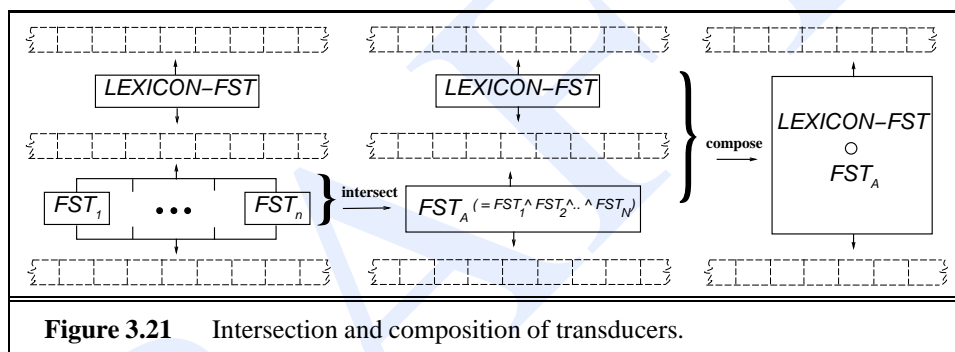 LEXICON–FST
FST1
•••
FSTn
intersect
LEXICON–FST
FSTA (= FST1^ FST2^.. ^ FSTN)
compose
LEXICON–FST
○
FSTA
Figure 3.21 Intersection and composition of transducers.